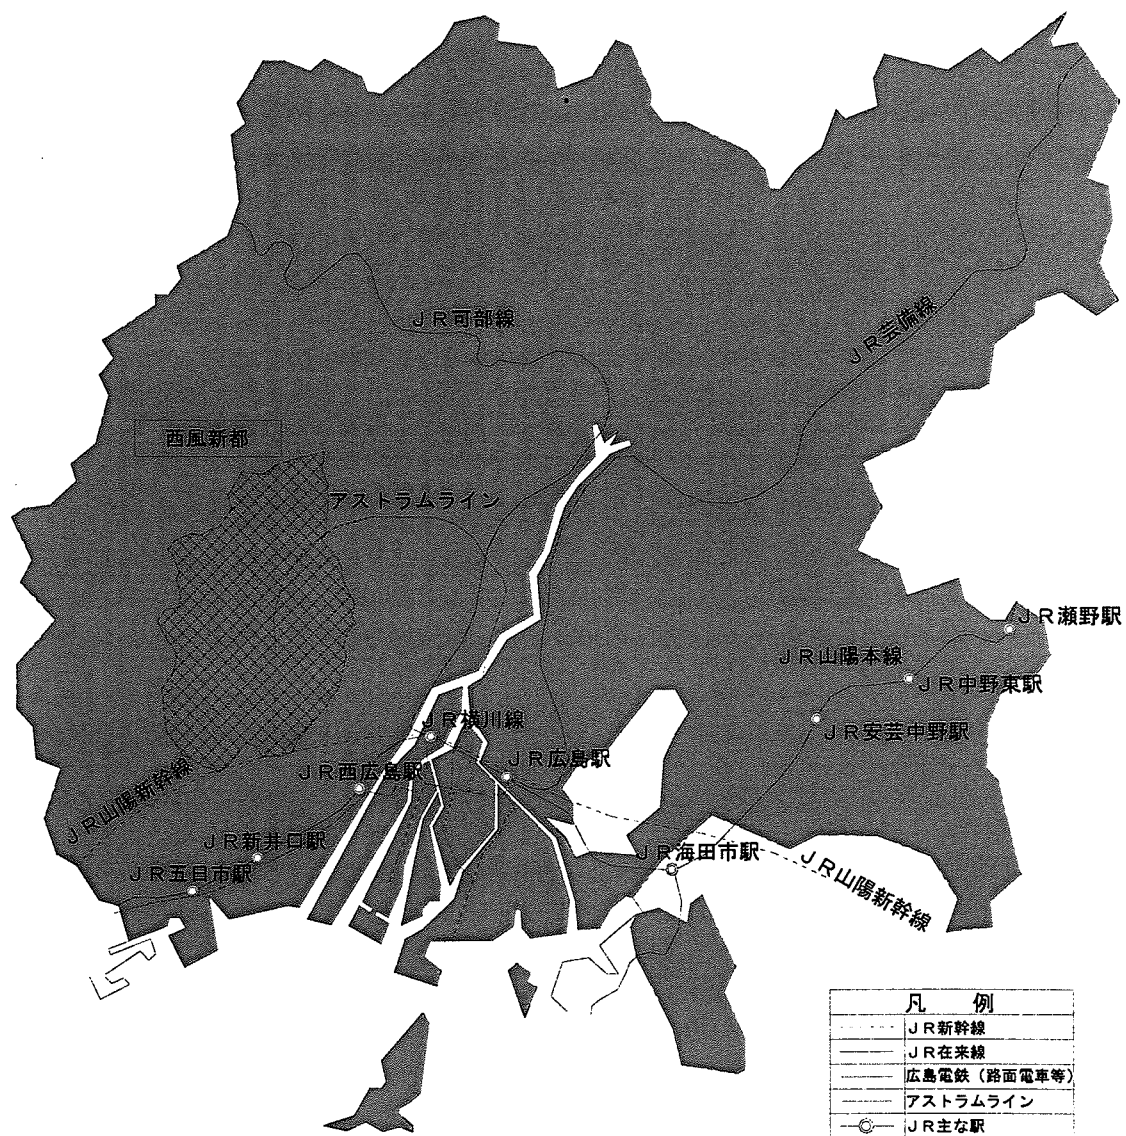 JR可部線
JR芸備線
西風新都
アストラムライン
JR瀬野駅
JR山陽本線
JR中野東駅
JR横川線
JR安芸中野駅
JR広島駅
JR西広島駅
JR山陽新幹線
JR新井口駅
JR海田市駅
JR五日市駅
JR山陽新幹線
凡 例
JR新幹線
JR在来線
広島電鉄(路面電車等)
アストラムライン
JR主な駅